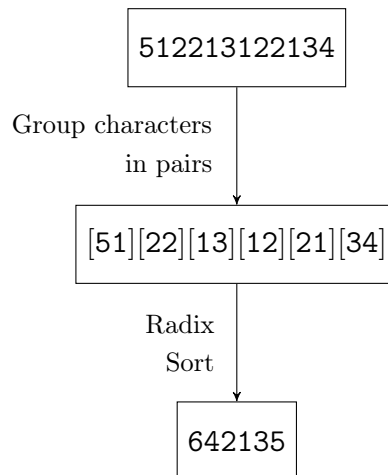 512213122134
Group characters
in pairs
[51][22][13][12][21][34]
Radix
Sort
642135